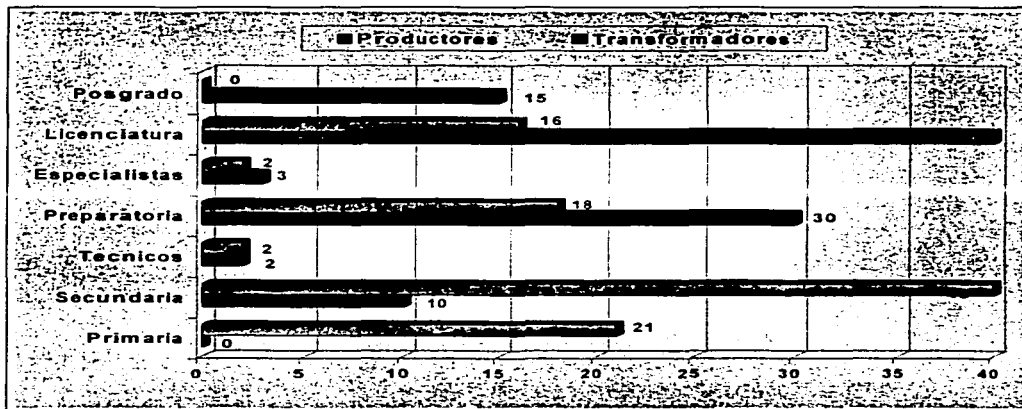 Productores Transformadores
Posgrado 0
15
Licenciatura 16
Especialistas 2
3
Preparatoria 18
30
Tecnicos 2
2
Secundaria 10
Primaria 21
0
0 5 10 15 20 25 30 35 40